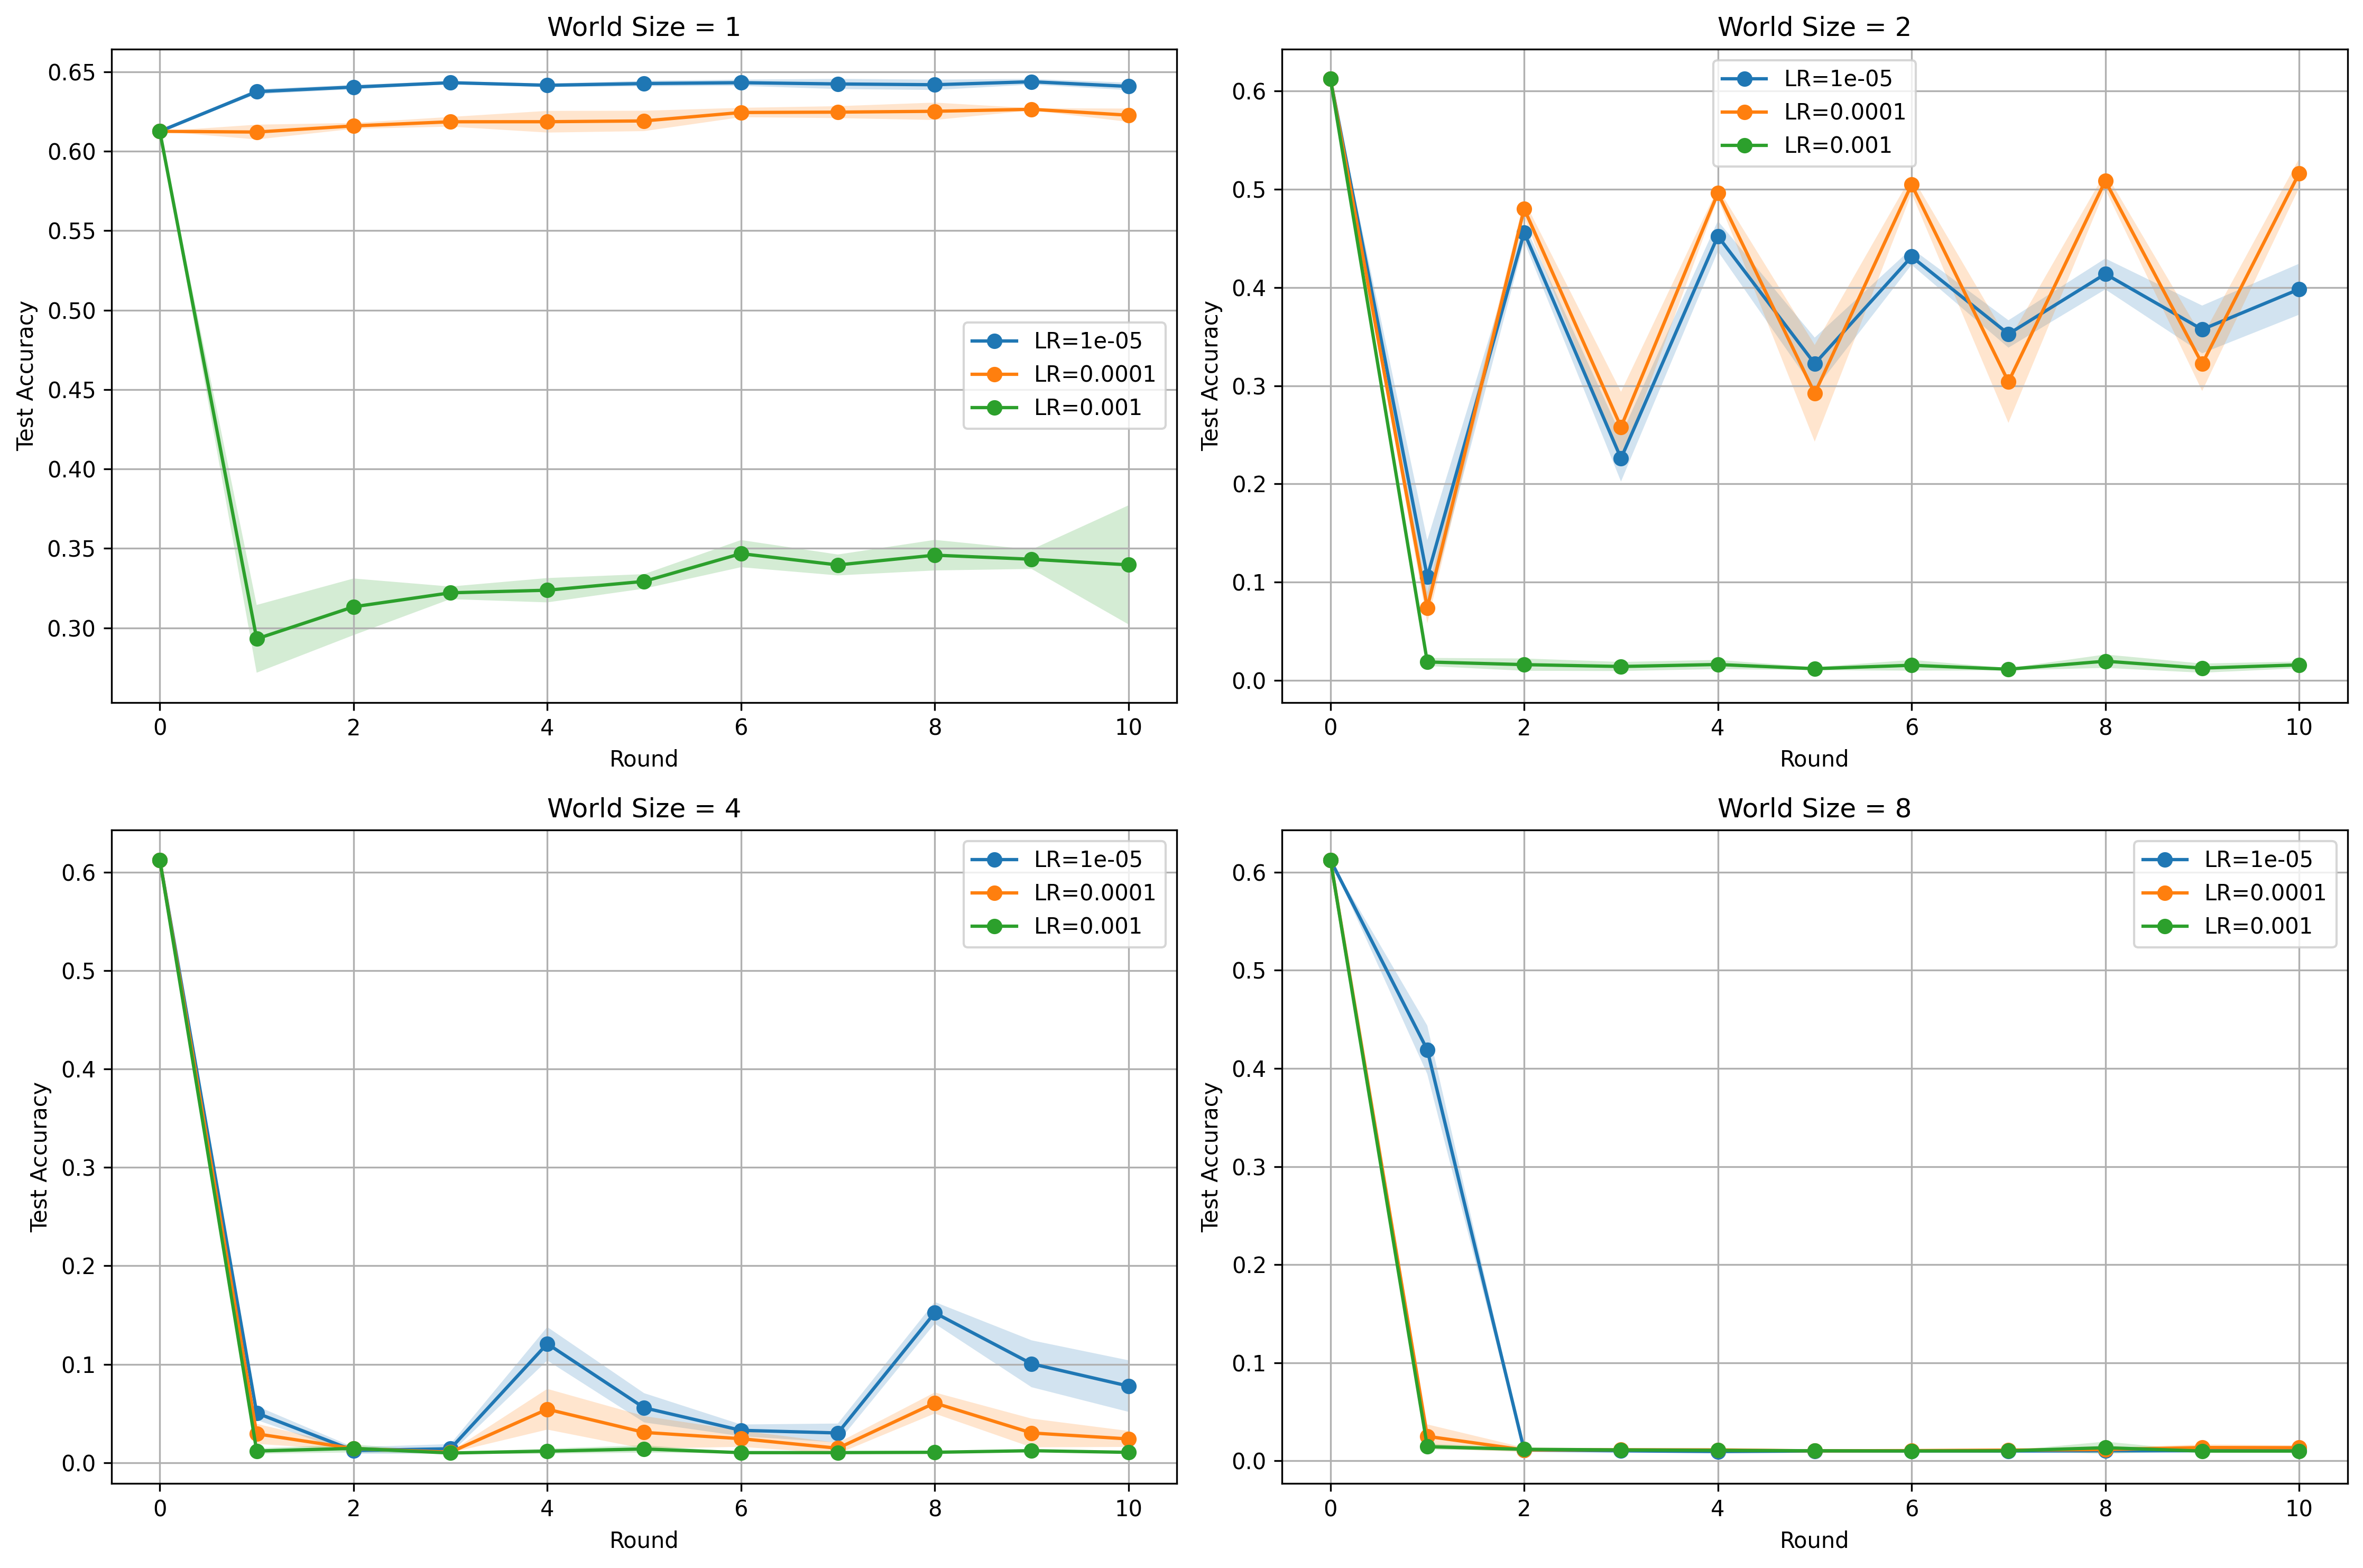 World Size = 1
Test Accuracy
0.65
0.60
0.55
0.50
0.45
0.40
0.35
0.30
LR=1e-05
LR=0.0001
LR=0.001
0 2 4 6 8 10
Round
World Size = 2
Test Accuracy
0.6
0.5
0.4
0.3
0.2
0.1
0.0
LR=1e-05
LR=0.0001
LR=0.001
0 2 4 6 8 10
Round
World Size = 4
Test Accuracy
0.6
0.5
0.4
0.3
0.2
0.1
0.0
LR=1e-05
LR=0.0001
LR=0.001
0 2 4 6 8 10
Round
World Size = 8
Test Accuracy
0.6
0.5
0.4
0.3
0.2
0.1
0.0
LR=1e-05
LR=0.0001
LR=0.001
0 2 4 6 8 10
Round